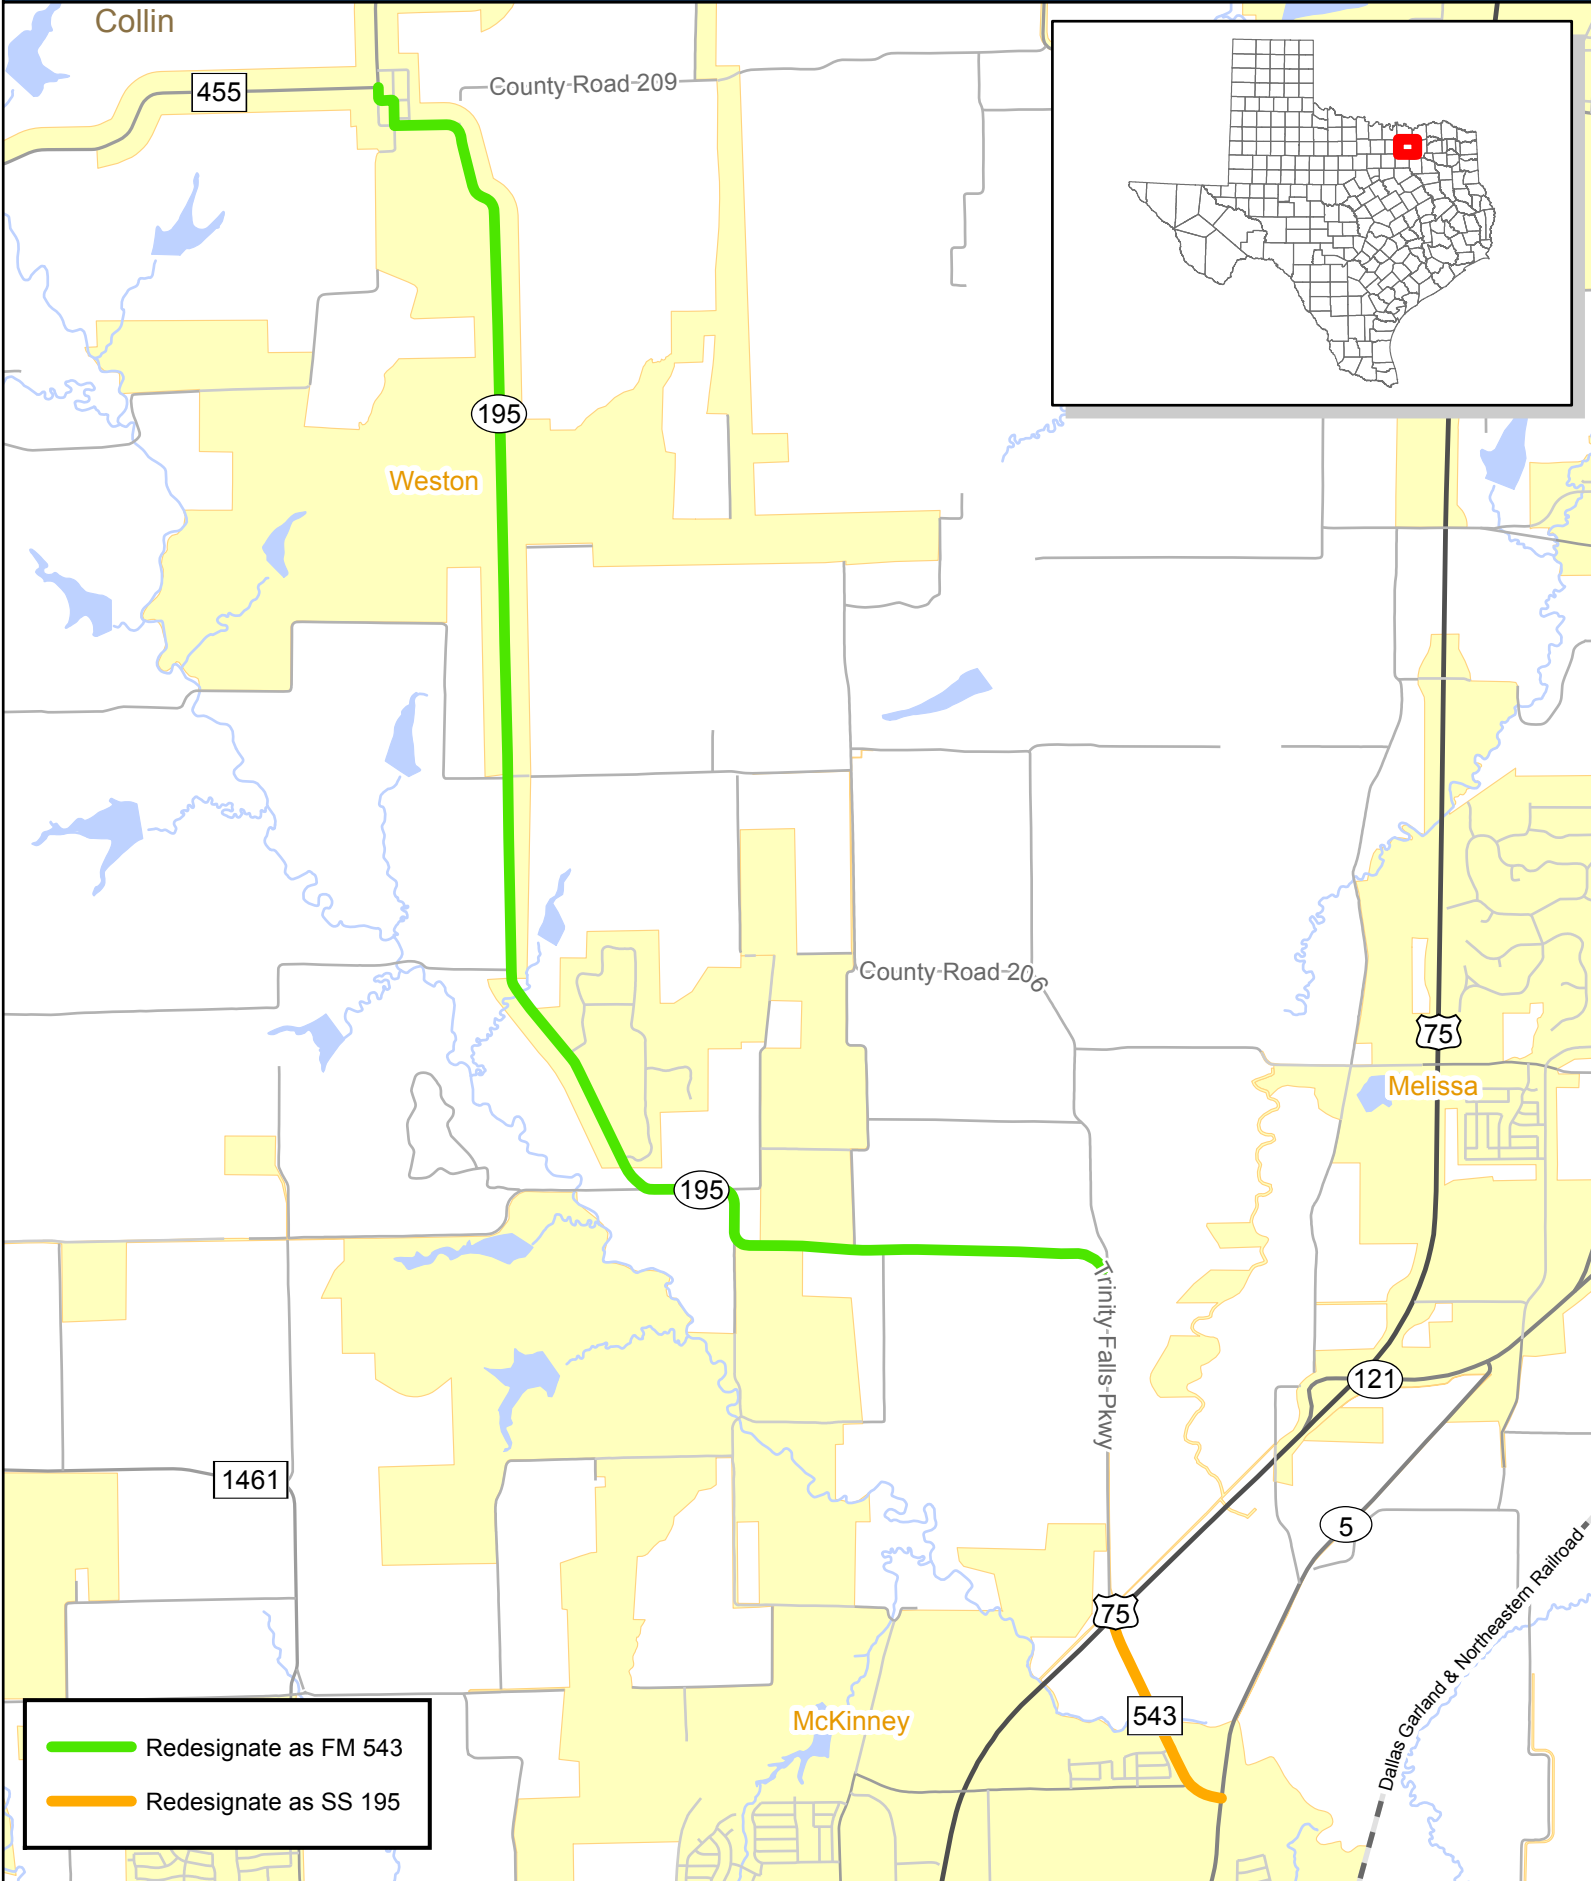 Collin
455
County Road 209
195
Weston
County Road 206
75
Melissa
195
Trinity Falls Pkwy
121
1461
5
75
Dallas Garland & Northeastern Railroad
543
McKinney
Redesignate as FM 543
Redesignate as SS 195